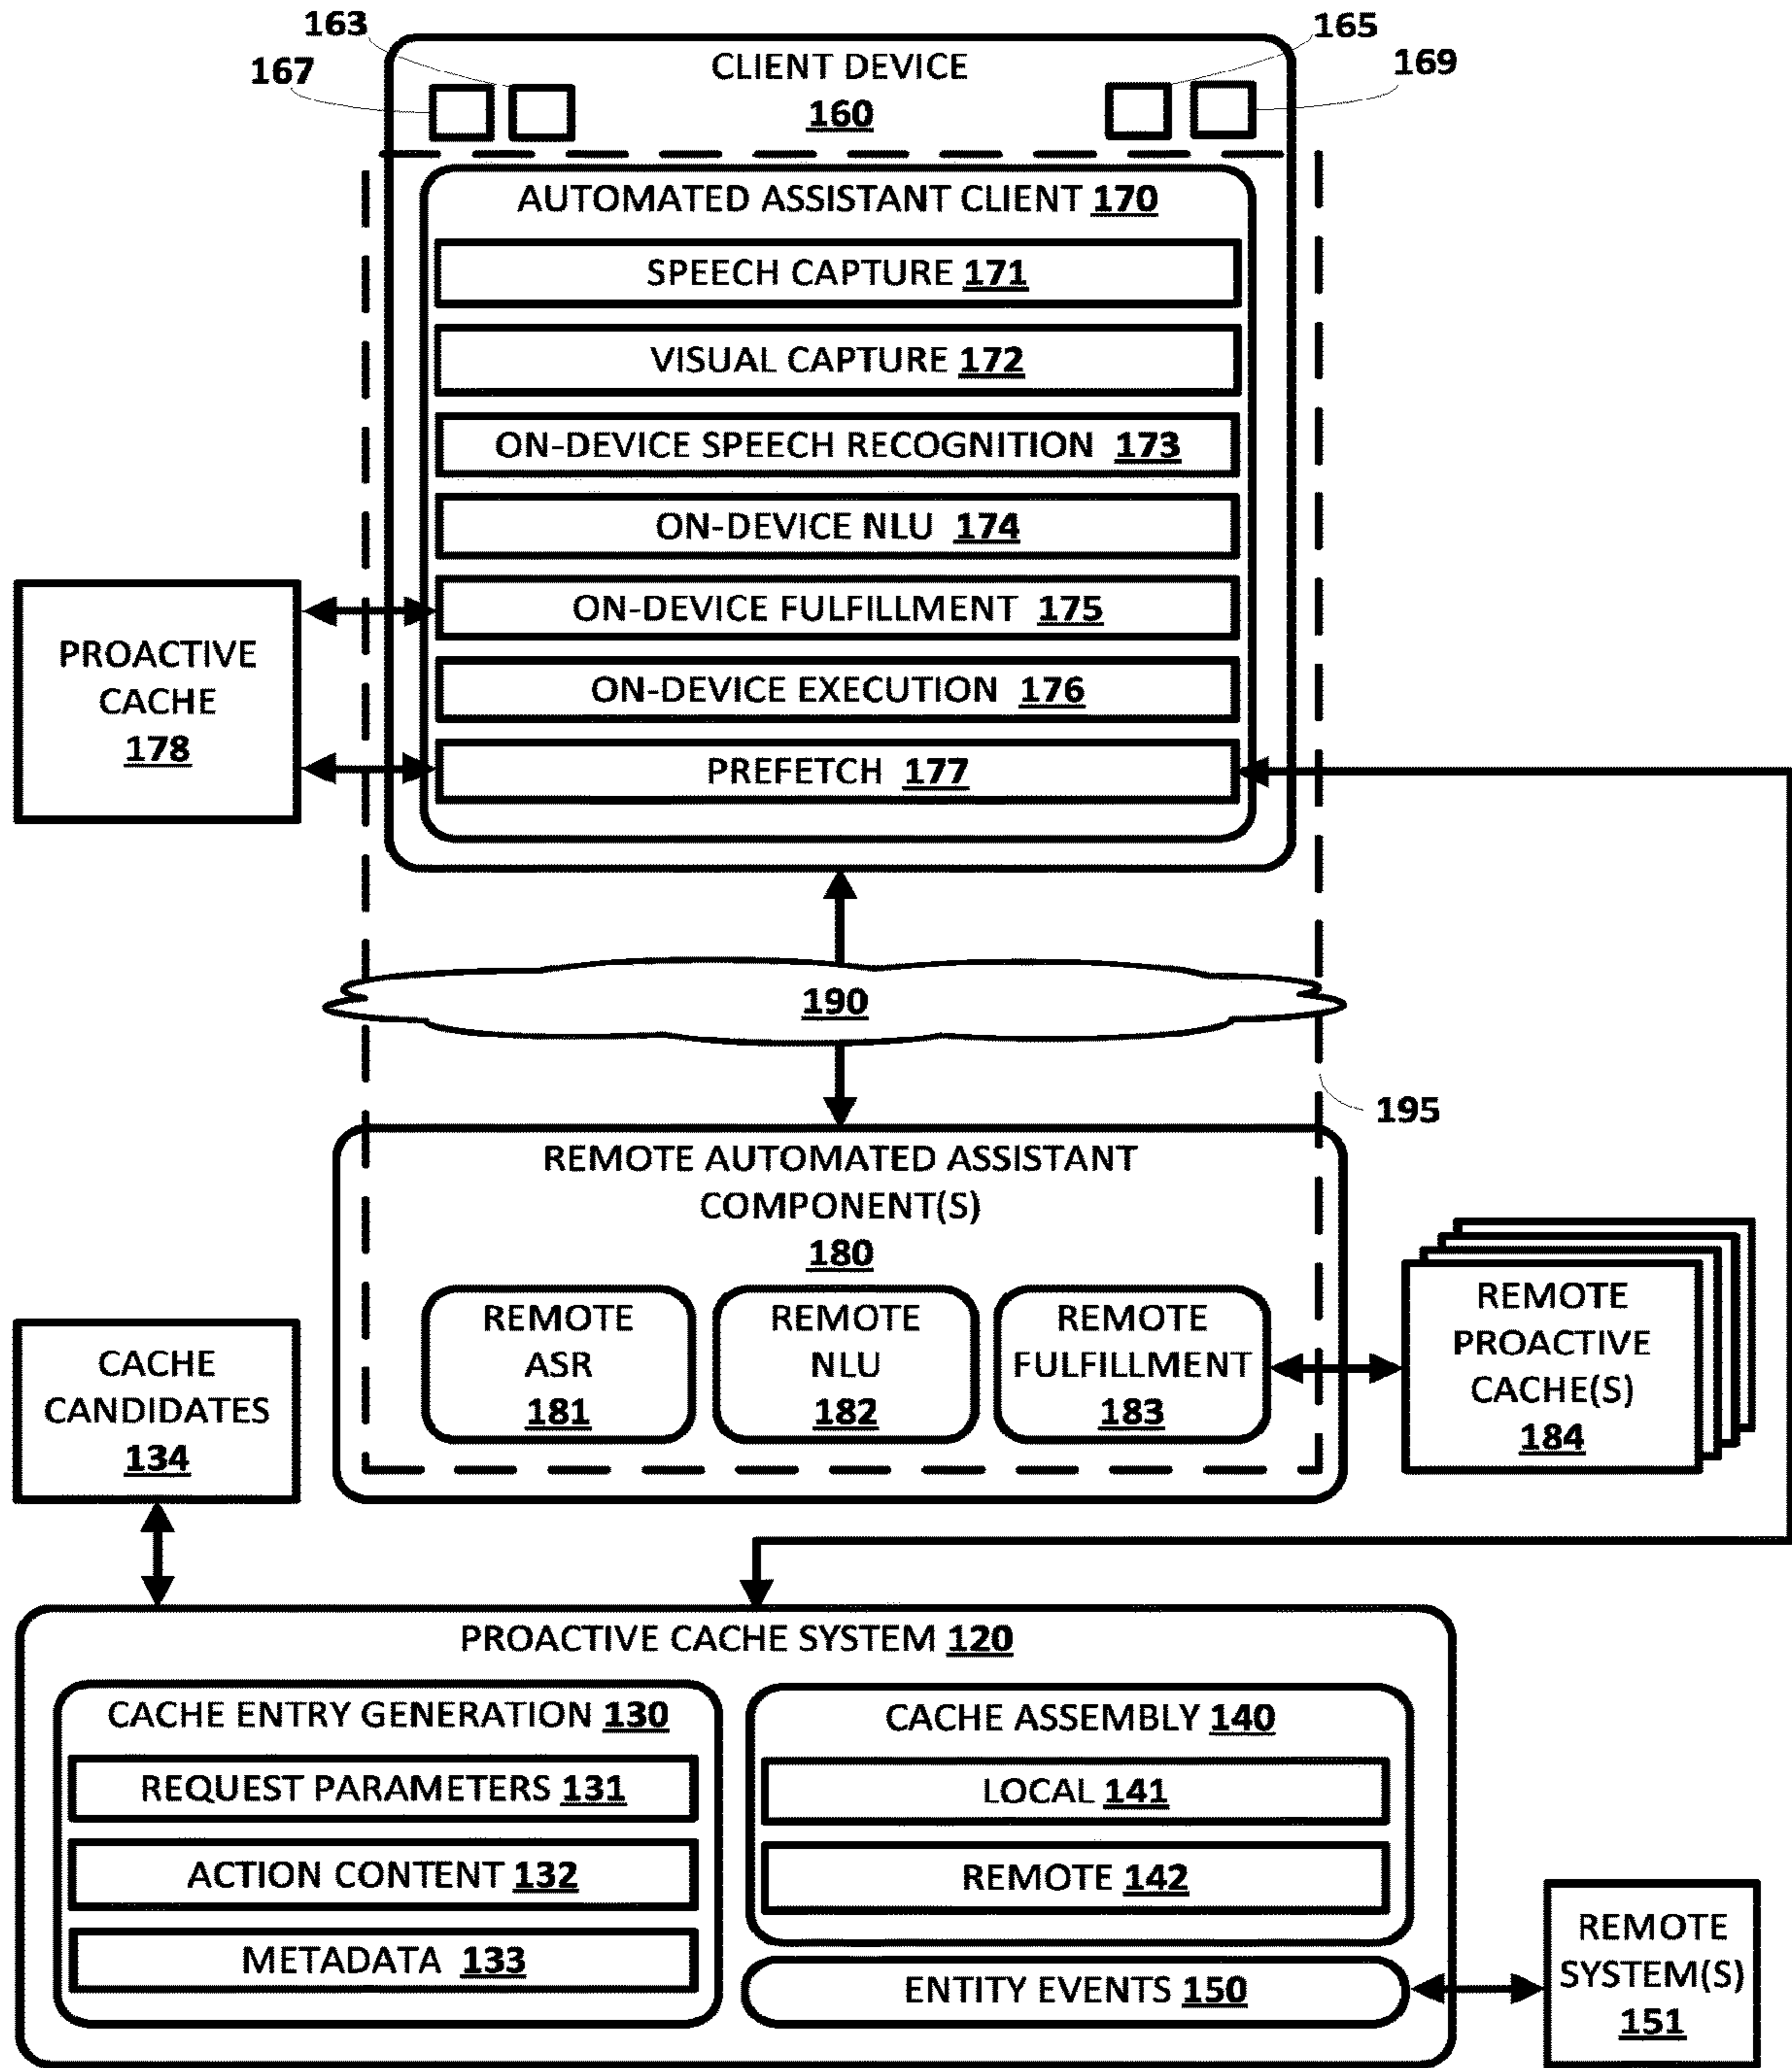 163
165
167
169
CLIENT DEVICE
160
AUTOMATED ASSISTANT CLIENT 170
SPEECH CAPTURE 171
VISUAL CAPTURE 172
ON-DEVICE SPEECH RECOGNITION 173
ON-DEVICE NLU 174
ON-DEVICE FULFILLMENT 175
ON-DEVICE EXECUTION 176
PREFETCH 177
PROACTIVE
CACHE
178
190
195
REMOTE AUTOMATED ASSISTANT
COMPONENT(S)
180
REMOTE
ASR
181
REMOTE
NLU
182
REMOTE
FULFILLMENT
183
REMOTE
PROACTIVE
CACHE(S)
184
CACHE
CANDIDATES
134
PROACTIVE CACHE SYSTEM 120
CACHE ENTRY GENERATION 130
REQUEST PARAMETERS 131
ACTION CONTENT 132
METADATA 133
CACHE ASSEMBLY 140
LOCAL 141
REMOTE 142
ENTITY EVENTS 150
REMOTE
SYSTEM(S)
151